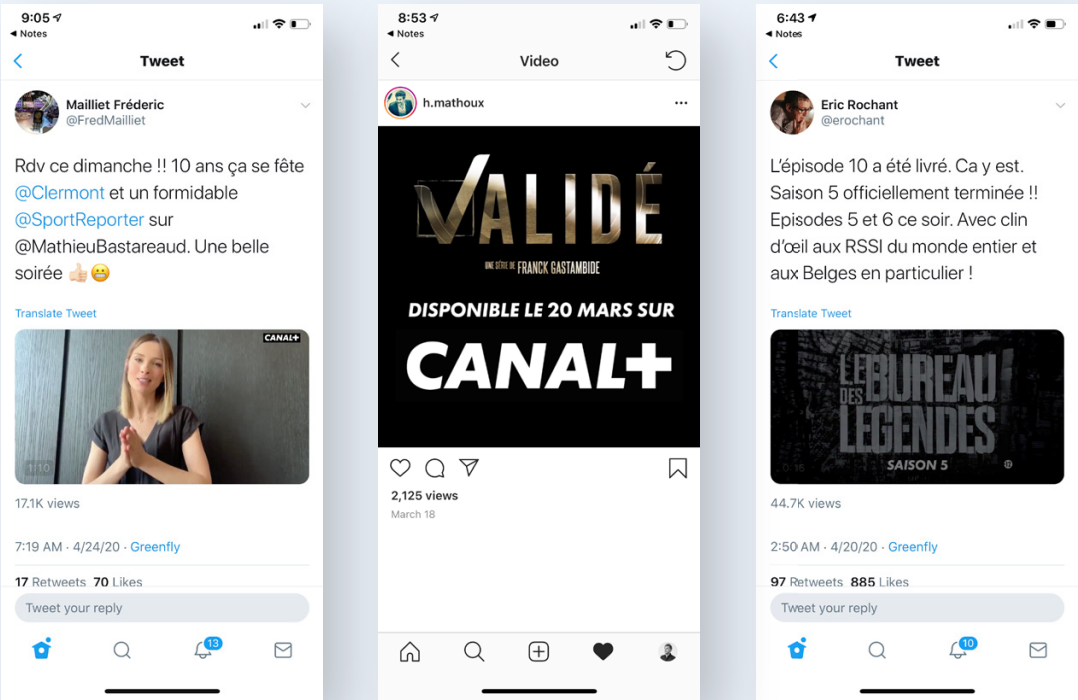 9:05
◀ Notes
Tweet
Mailliet Fréderic
@FredMailliet
Rdv ce dimanche !! 10 ans ça se fête
@Clermont et un formidable
@SportReporter sur
@MathieuBastareaud. Une belle
soirée 👍🏻😬
Translate Tweet
CANAL+
1:10
17.1K views
7:19 AM · 4/24/20 · Greenfly
17 Retweets 70 Likes
Tweet your reply
13
8:53
◀ Notes
Video
h.mathoux
VALIDÉ
UNE SÉRIE DE FRANCK GASTAMBIDE
DISPONIBLE LE 20 MARS SUR
CANAL+
2,125 views
March 18
6:43
◀ Notes
Tweet
Eric Rochant
@erochant
L'épisode 10 a été livré. Ca y est.
Saison 5 officiellement terminée !!
Episodes 5 et 6 ce soir. Avec clin
d'œil aux RSSI du monde entier et
aux Belges en particulier !
Translate Tweet
LE BUREAU
DES
LEGENDES
SAISON 5
0:16
44.7K views
2:50 AM · 4/20/20 · Greenfly
97 Retweets 885 Likes
Tweet your reply
10